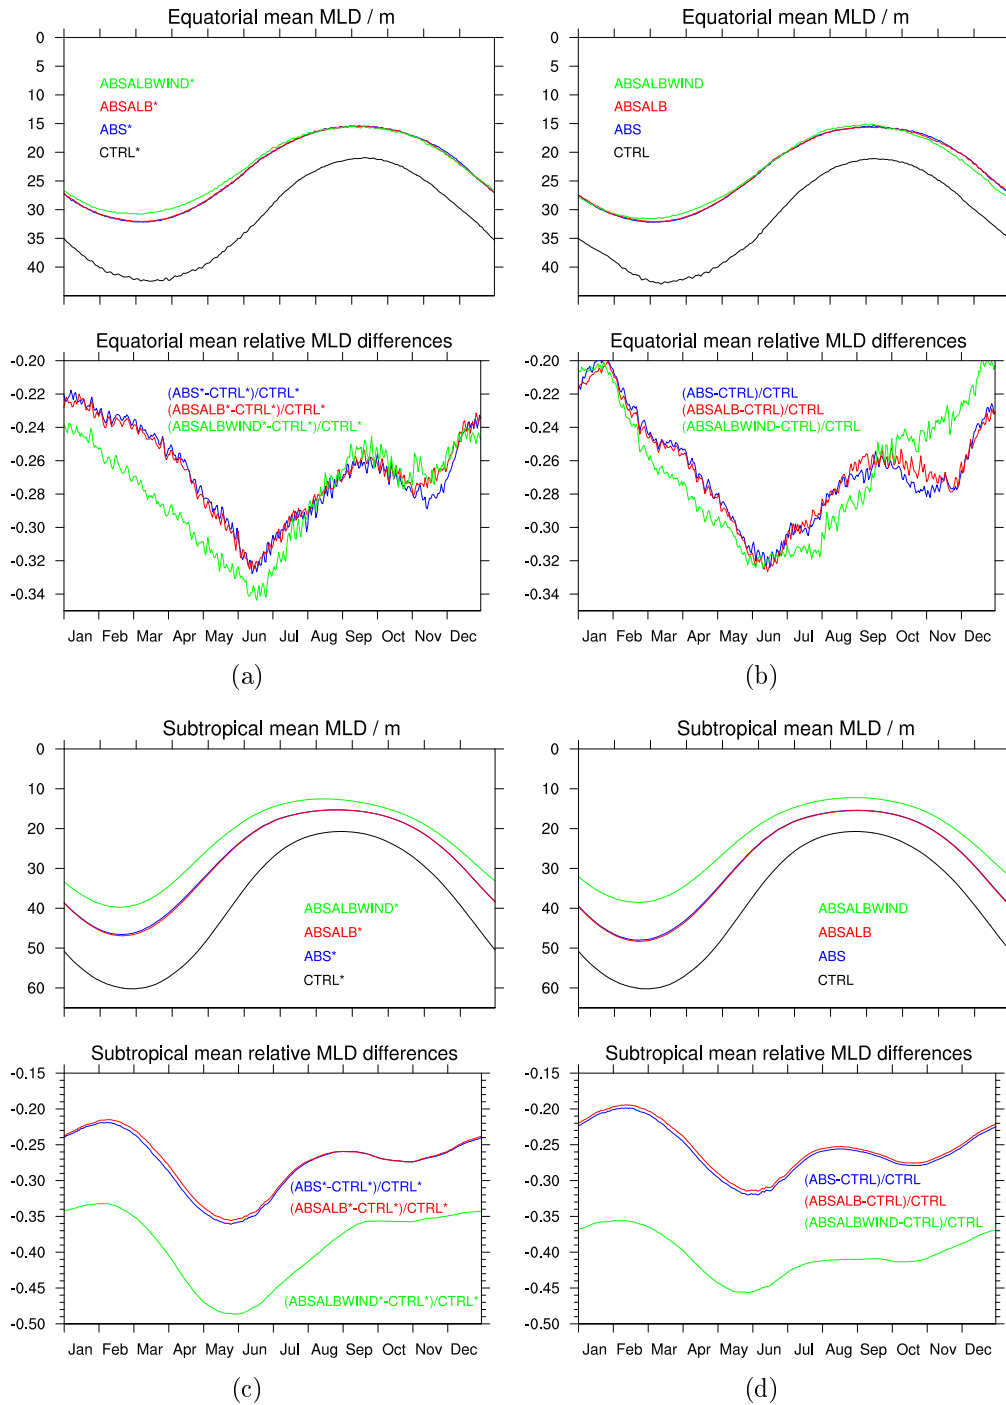 Equatorial mean MLD / m
0
5
10
15
20
25
30
35
40
ABSALBWIND*
ABSALB*
ABS*
CTRL*
Equatorial mean relative MLD differences
-0.20
-0.22
-0.24
-0.26
-0.28
-0.30
-0.32
-0.34
(ABS*-CTRL*)/CTRL*
(ABSALB*-CTRL*)/CTRL*
(ABSALBWIND*-CTRL*)/CTRL*
Jan Feb Mar Apr May Jun Jul Aug Sep Oct Nov Dec
(a)
Equatorial mean MLD / m
0
5
10
15
20
25
30
35
40
ABSALBWIND
ABSALB
ABS
CTRL
Equatorial mean relative MLD differences
-0.20
-0.22
-0.24
-0.26
-0.28
-0.30
-0.32
-0.34
(ABS-CTRL)/CTRL
(ABSALB-CTRL)/CTRL
(ABSALBWIND-CTRL)/CTRL
Jan Feb Mar Apr May Jun Jul Aug Sep Oct Nov Dec
(b)
Subtropical mean MLD / m
0
10
20
30
40
50
60
ABSALBWIND*
ABSALB*
ABS*
CTRL*
Subtropical mean relative MLD differences
-0.15
-0.20
-0.25
-0.30
-0.35
-0.40
-0.45
-0.50
(ABS*-CTRL*)/CTRL*
(ABSALB*-CTRL*)/CTRL*
(ABSALBWIND*-CTRL*)/CTRL*
Jan Feb Mar Apr May Jun Jul Aug Sep Oct Nov Dec
(c)
Subtropical mean MLD / m
0
10
20
30
40
50
60
ABSALBWIND
ABSALB
ABS
CTRL
Subtropical mean relative MLD differences
-0.15
-0.20
-0.25
-0.30
-0.35
-0.40
-0.45
-0.50
(ABS-CTRL)/CTRL
(ABSALB-CTRL)/CTRL
(ABSALBWIND-CTRL)/CTRL
Jan Feb Mar Apr May Jun Jul Aug Sep Oct Nov Dec
(d)